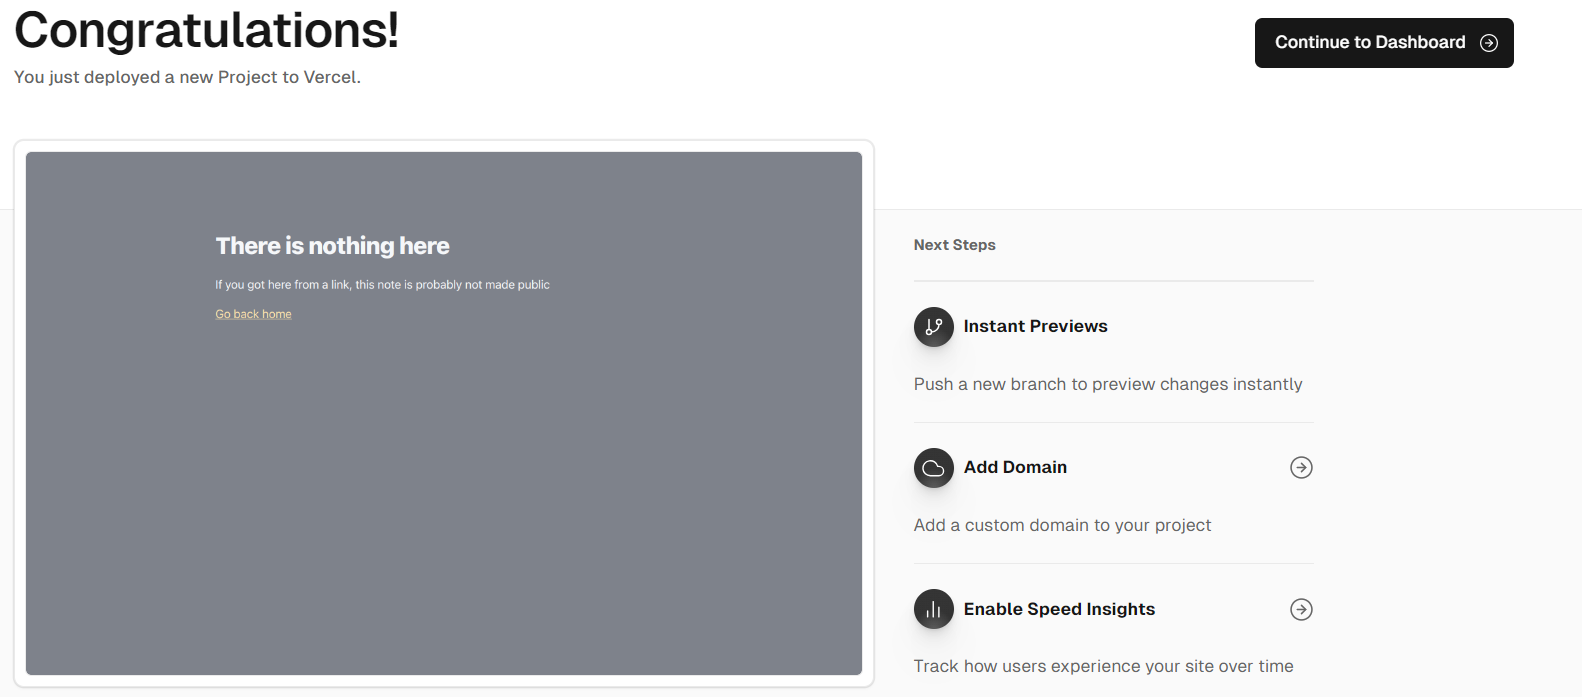 Congratulations!
You just deployed a new Project to Vercel.
Continue to Dashboard
There is nothing here
If you got here from a link, this note is probably not made public
Go back home
Next Steps
Instant Previews
Push a new branch to preview changes instantly
Add Domain
Add a custom domain to your project
Enable Speed Insights
Track how users experience your site over time